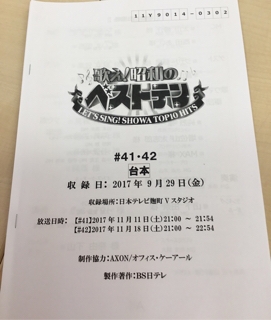 11Y9014-0302
歌え!昭和の
ベストテン
LET'S SING! SHOWA TOP10 HITS
#41・42
台本
収録日：2017年9月29日(金)
収録場所：日本テレビ麹町Vスタジオ
放送日時：【#41】2017年11月11日(土)21:00 ～ 21:54
【#42】2017年11月18日(土)21:00 ～ 22:54
制作協力：AXON/オフィス・ケーアール
製作著作：BS日テレ